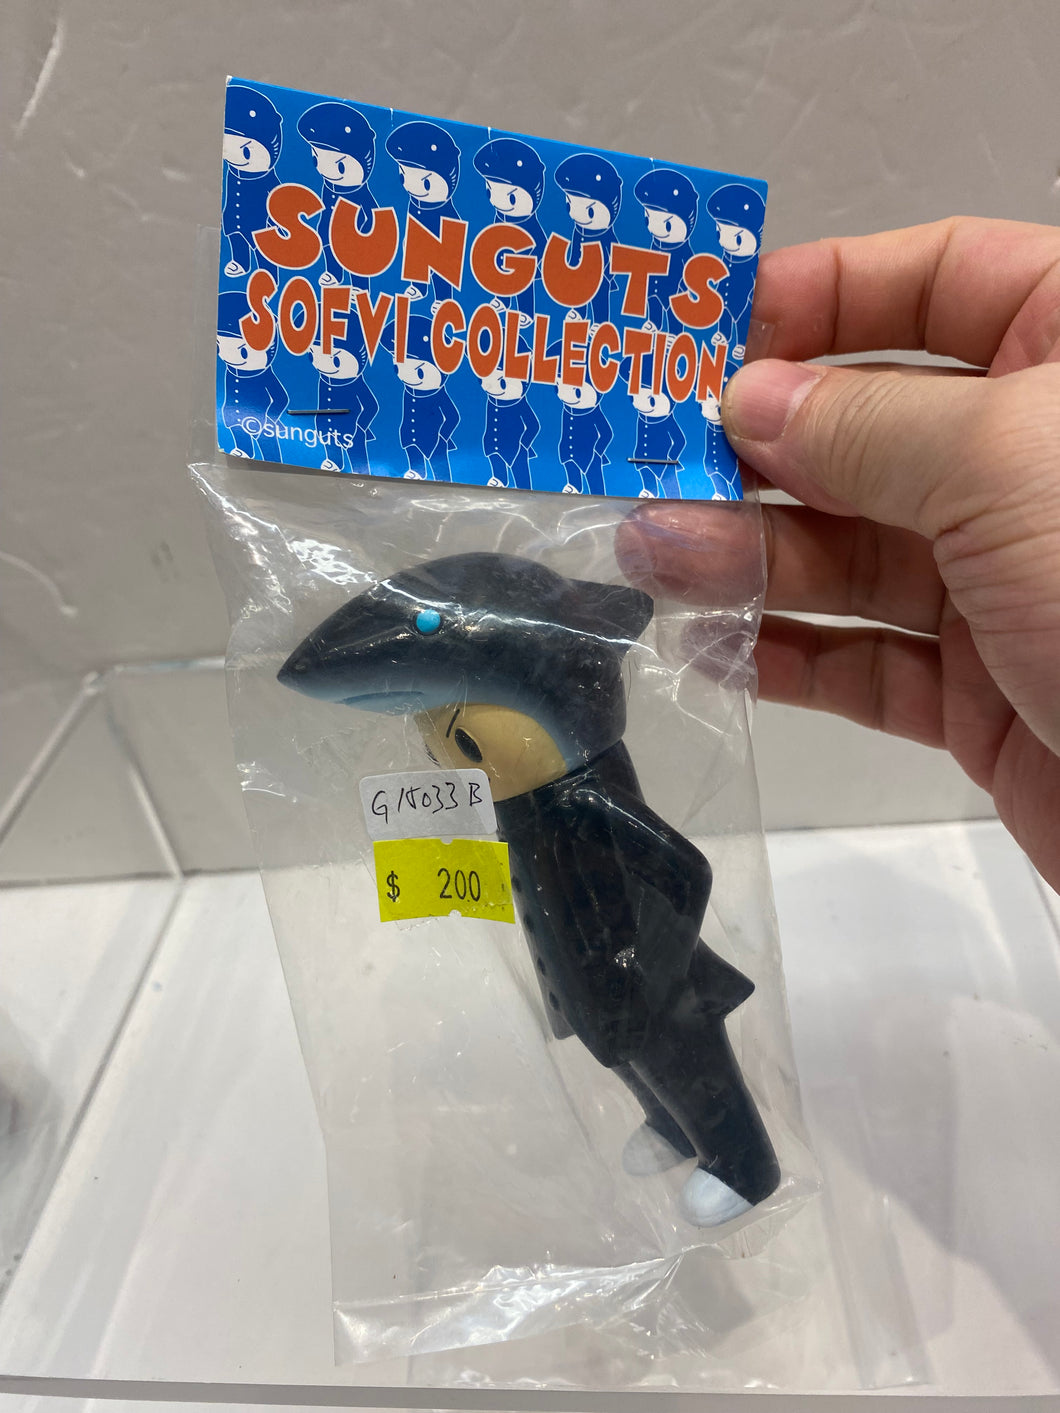 SUNGUTS
SOFVI COLLECTION
©sunguts
G15033B
$ 200